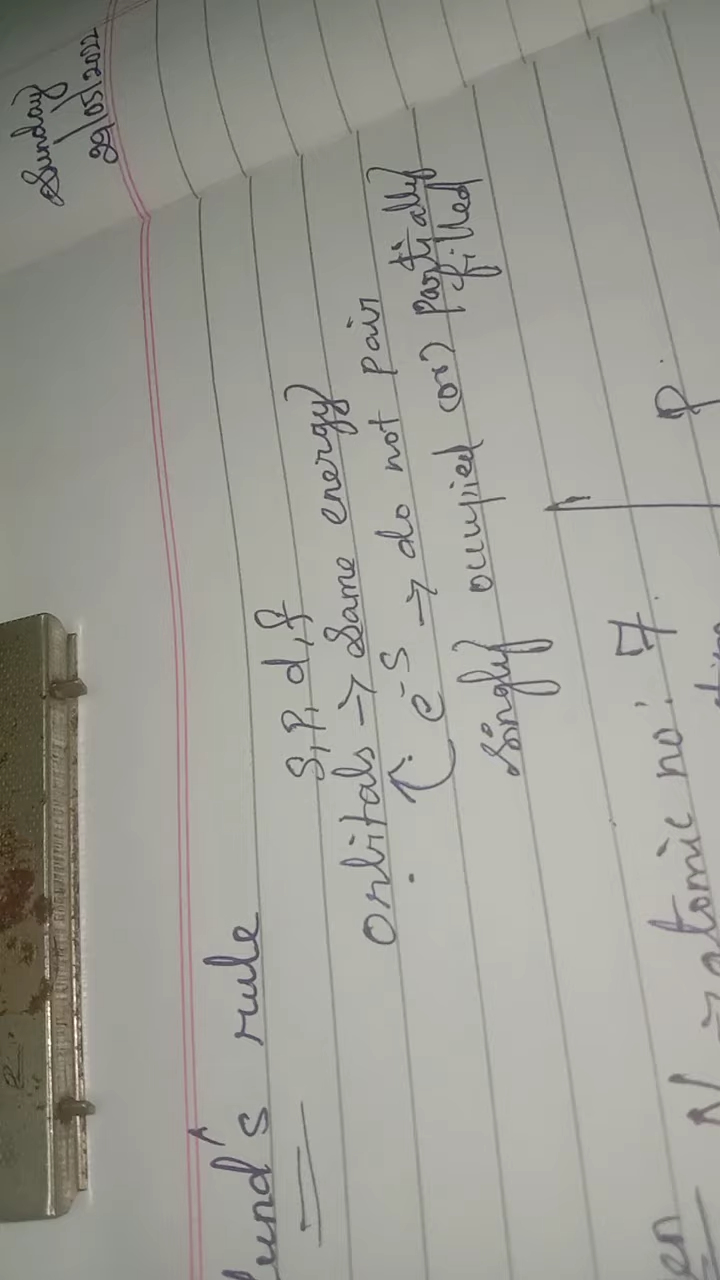 Sunday
29/05/2022
und's rule
s, p, d, f
orbitals → same energy
e⁻s → do not pair
singly occupied (or) partially
filled
N → atomic no: 7
p
en